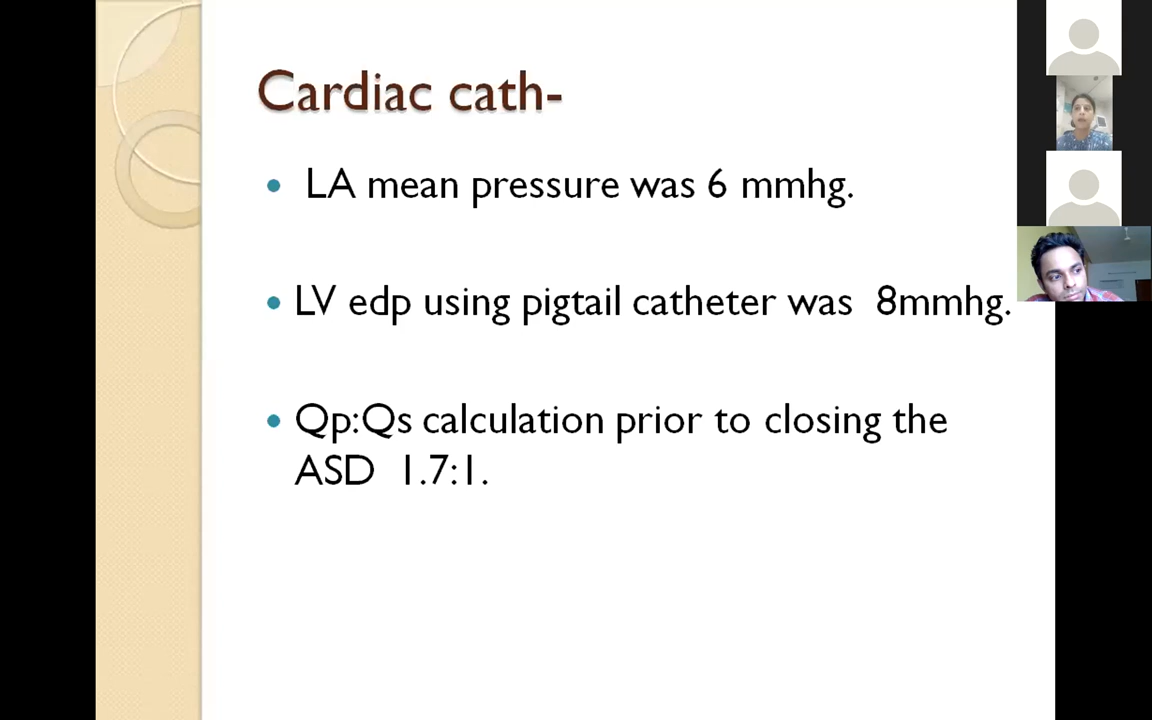 Cardiac cath-
LA mean pressure was 6 mmhg.
LV edp using pigtail catheter was 8mmhg.
Qp:Qs calculation prior to closing the
ASD 1.7:1.